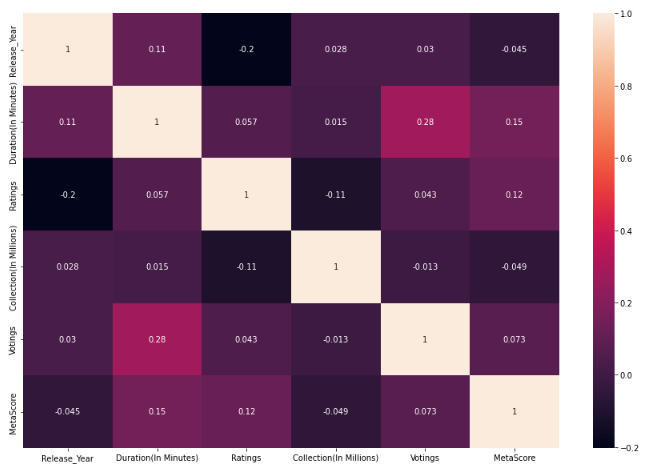 Release_Year 1 0.11 -0.2 0.028 0.03 -0.045
Duration(In Minutes) 0.11 1 0.057 0.015 0.28 0.15
Ratings -0.2 0.057 1 -0.11 0.043 0.12
Collection(In Millions) 0.028 0.015 -0.11 1 -0.013 -0.049
Votings 0.03 0.28 0.043 -0.013 1 0.073
MetaScore -0.045 0.15 0.12 -0.049 0.073 1
Release_Year Duration(In Minutes) Ratings Collection(In Millions) Votings MetaScore
1.0
0.8
0.6
0.4
0.2
0.0
−0.2